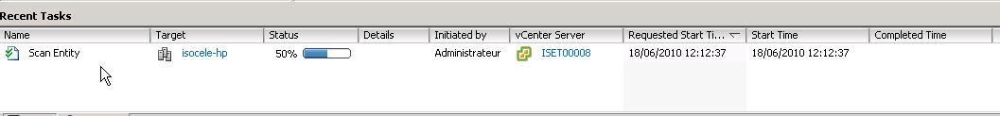 Recent Tasks
Name Target Status Details Initiated by vCenter Server Requested Start Ti... Start Time Completed Time
Scan Entity isocele-hp 50% Administrateur ISET00008 18/06/2010 12:12:37 18/06/2010 12:12:37